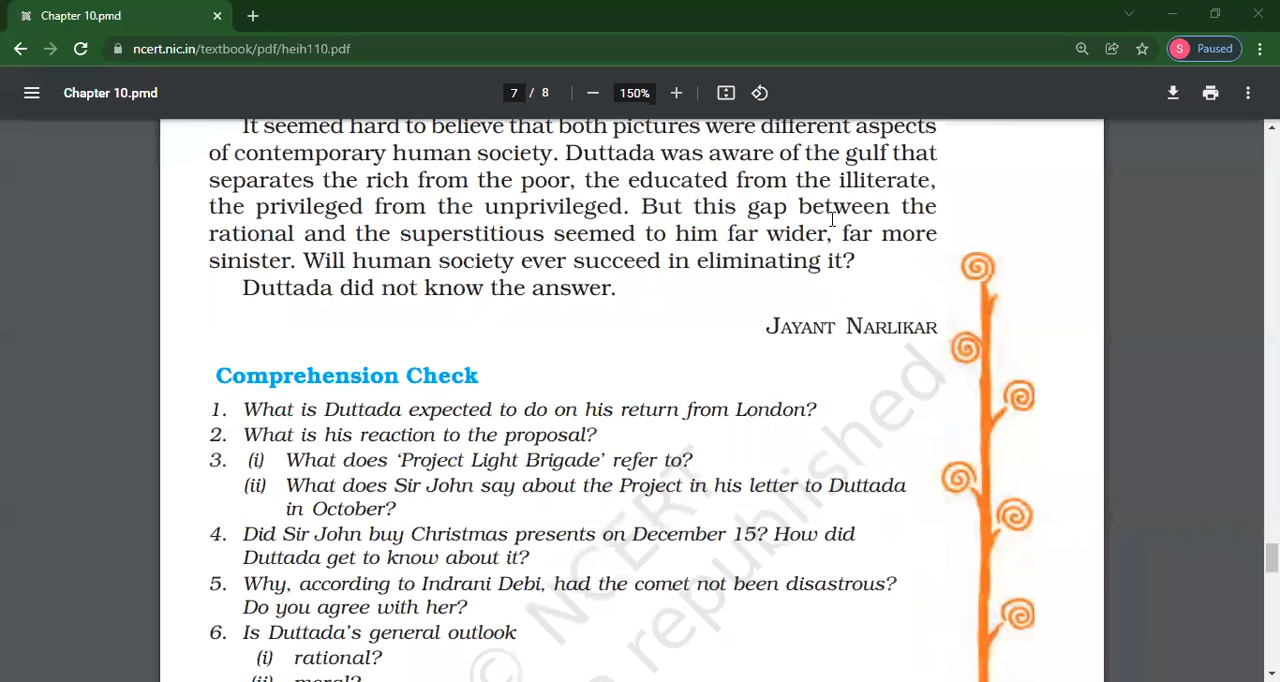 Chapter 10.pmd
ncert.nic.in/textbook/pdf/heih110.pdf
S Paused
Chapter 10.pmd
7 / 8
150%
It seemed hard to believe that both pictures were different aspects
of contemporary human society. Duttada was aware of the gulf that
separates the rich from the poor, the educated from the illiterate,
the privileged from the unprivileged. But this gap between the
rational and the superstitious seemed to him far wider, far more
sinister. Will human society ever succeed in eliminating it?
Duttada did not know the answer.
JAYANT NARLIKAR
Comprehension Check
1. What is Duttada expected to do on his return from London?
2. What is his reaction to the proposal?
3. (i) What does ‘Project Light Brigade’ refer to?
(ii) What does Sir John say about the Project in his letter to Duttada
in October?
4. Did Sir John buy Christmas presents on December 15? How did
Duttada get to know about it?
5. Why, according to Indrani Debi, had the comet not been disastrous?
Do you agree with her?
6. Is Duttada’s general outlook
(i) rational?
(ii) moral?
© NCERT
republished